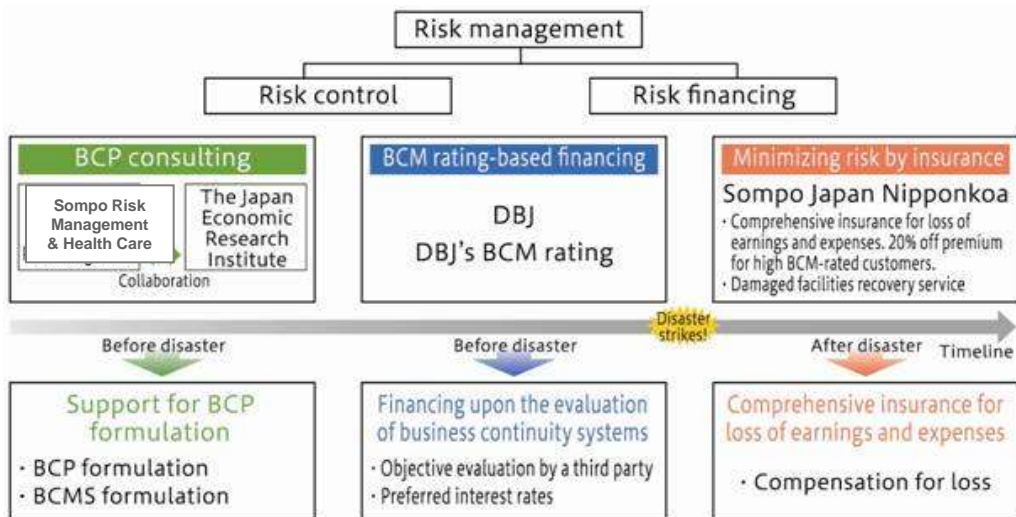 Risk management
Risk control
Risk financing
BCP consulting
Sompo Risk
Management
& Health Care
The Japan
Economic
Research
Institute
Collaboration
BCM rating-based financing
DBJ
DBJ's BCM rating
Minimizing risk by insurance
Sompo Japan Nipponkoa
· Comprehensive insurance for loss of
earnings and expenses. 20% off premium
for high BCM-rated customers.
· Damaged facilities recovery service
Disaster
strikes!
Before disaster
Before disaster
After disaster
Timeline
Support for BCP
formulation
· BCP formulation
· BCMS formulation
Financing upon the evaluation
of business continuity systems
· Objective evaluation by a third party
· Preferred interest rates
Comprehensive insurance for
loss of earnings and expenses
· Compensation for loss